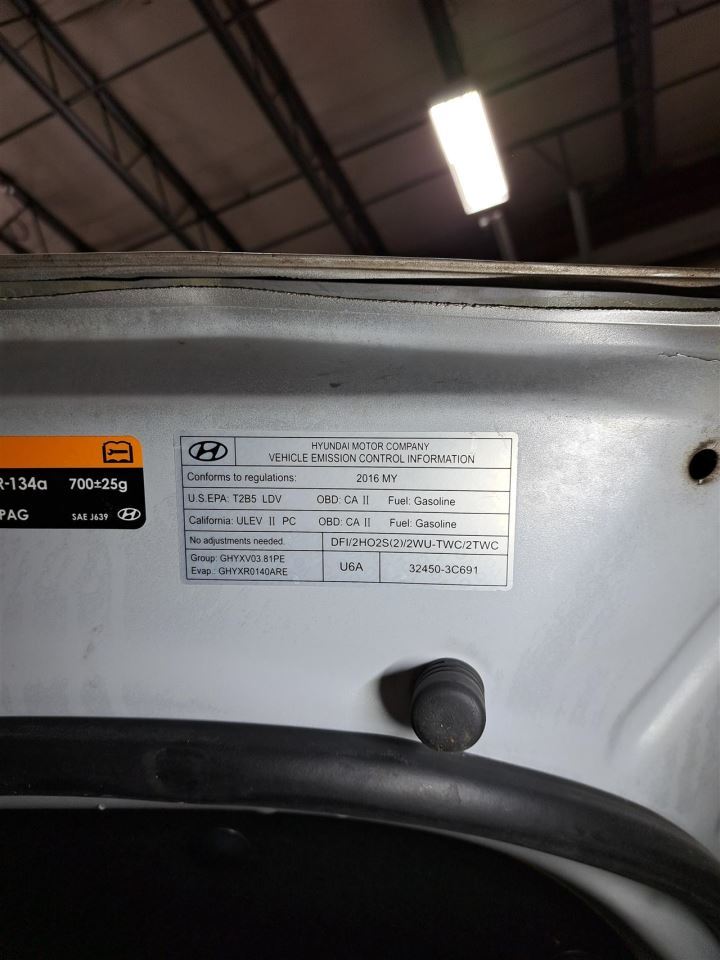 R-134a 700±25g
PAG SAE J639
HYUNDAI MOTOR COMPANY
VEHICLE EMISSION CONTROL INFORMATION
Conforms to regulations: 2016 MY
U.S.EPA: T2B5 LDV OBD: CA II Fuel: Gasoline
California: ULEV II PC OBD: CA II Fuel: Gasoline
No adjustments needed. DFI/2HO2S(2)/2WU-TWC/2TWC
Group: GHYXV03.81PE
Evap.: GHYXR0140ARE
U6A 32450-3C691